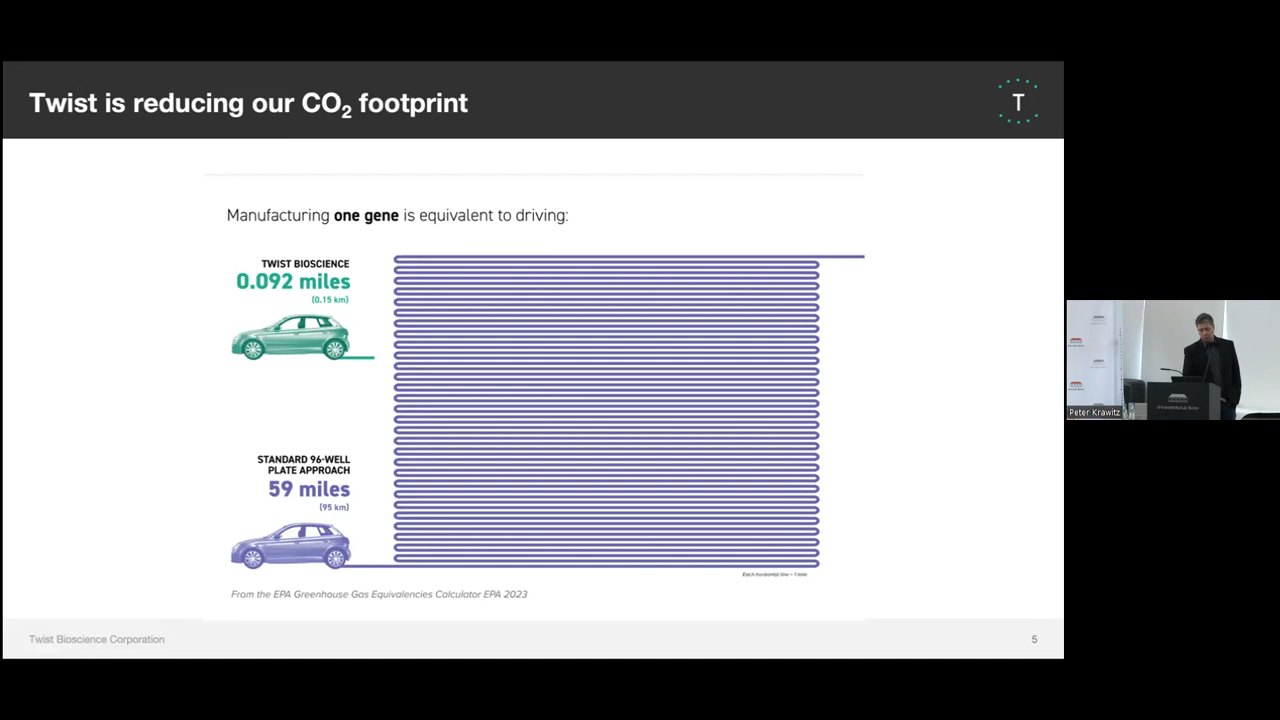 Twist is reducing our CO2 footprint
T
Manufacturing one gene is equivalent to driving:
TWIST BIOSCIENCE
0.092 miles
(0.15 km)
STANDARD 96-WELL
PLATE APPROACH
59 miles
(95 km)
Each horizontal line = 1 mile
From the EPA Greenhouse Gas Equivalencies Calculator EPA 2023
Twist Bioscience Corporation
5
Peter Krawitz
Universitätsclub Bonn